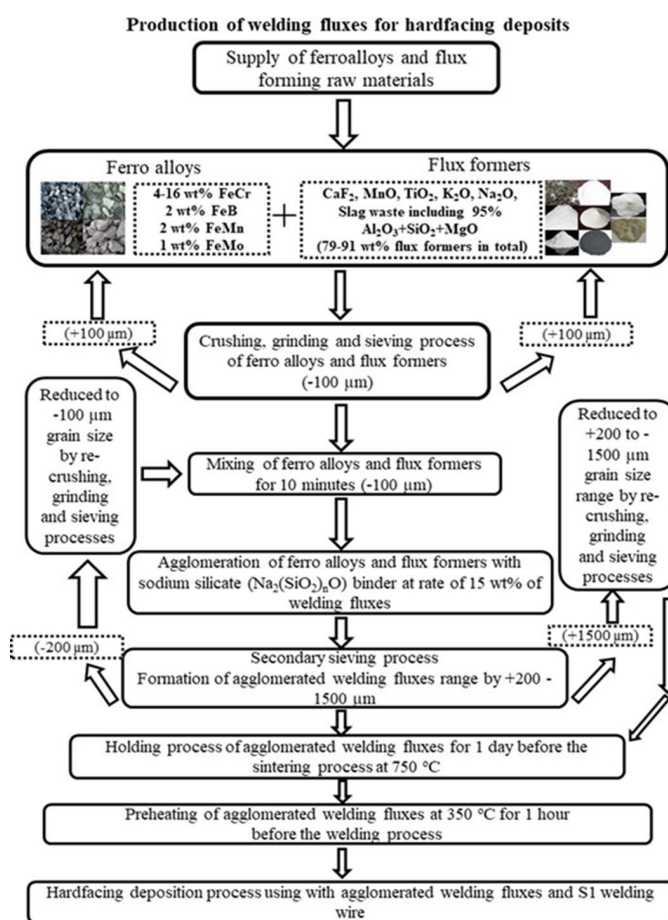 Production of welding fluxes for hardfacing deposits
Supply of ferroalloys and flux
forming raw materials
Ferro alloys
4-16 wt% FeCr
2 wt% FeB
2 wt% FeMn
1 wt% FeMo
+
Flux formers
CaF₂, MnO, TiO₂, K₂O, Na₂O,
Slag waste including 95%
Al₂O₃+SiO₂+MgO
(79-91 wt% flux formers in total)
(+100 µm)
(+100 µm)
Crushing, grinding and sieving process
of ferro alloys and flux formers
(-100 µm)
Reduced to
-100 µm
grain size
by re-
crushing,
grinding
and sieving
processes
Mixing of ferro alloys and flux formers
for 10 minutes (-100 µm)
Reduced to
+200 to -
1500 µm
grain size
range by re-
crushing,
grinding
and sieving
processes
Agglomeration of ferro alloys and flux formers with
sodium silicate (Na₂(SiO₂)ₙO) binder at rate of 15 wt% of
welding fluxes
(-200 µm)
(+1500 µm)
Secondary sieving process
Formation of agglomerated welding fluxes range by +200 -
1500 µm
Holding process of agglomerated welding fluxes for 1 day before the
sintering process at 750 °C
Preheating of agglomerated welding fluxes at 350 °C for 1 hour
before the welding process
Hardfacing deposition process using with agglomerated welding fluxes and S1 welding
wire